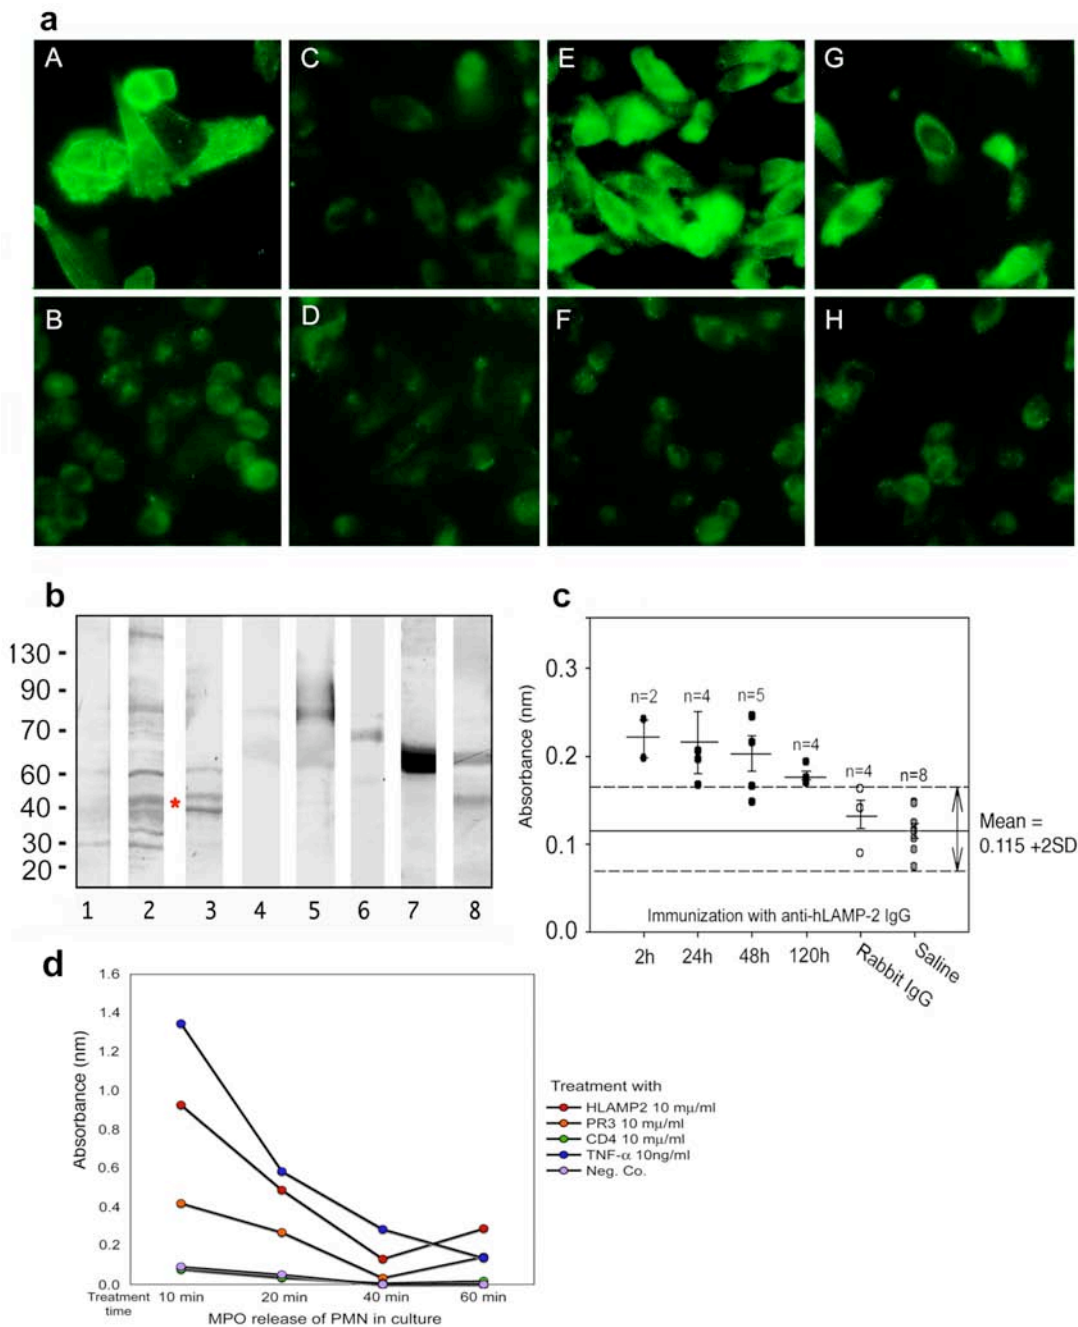 a
A C E G
B D F H
b
130
90
70
60
40
30
20
*
1 2 3 4 5 6 7 8
c
Absorbance (nm)
0.3
0.2
0.1
0.0
n=2 n=4 n=5 n=4 n=4 n=8
Mean =
0.115 +2SD
Immunization with anti-hLAMP-2 IgG
2h 24h 48h 120h Rabbit IgG Saline
d
Absorbance (nm)
1.6
1.4
1.2
1.0
0.8
0.6
0.4
0.2
0.0
Treatment time 10 min 20 min 40 min 60 min
MPO release of PMN in culture
Treatment with
HLAMP2 10 mµ/ml
PR3 10 mµ/ml
CD4 10 mµ/ml
TNF-α 10ng/ml
Neg. Co.